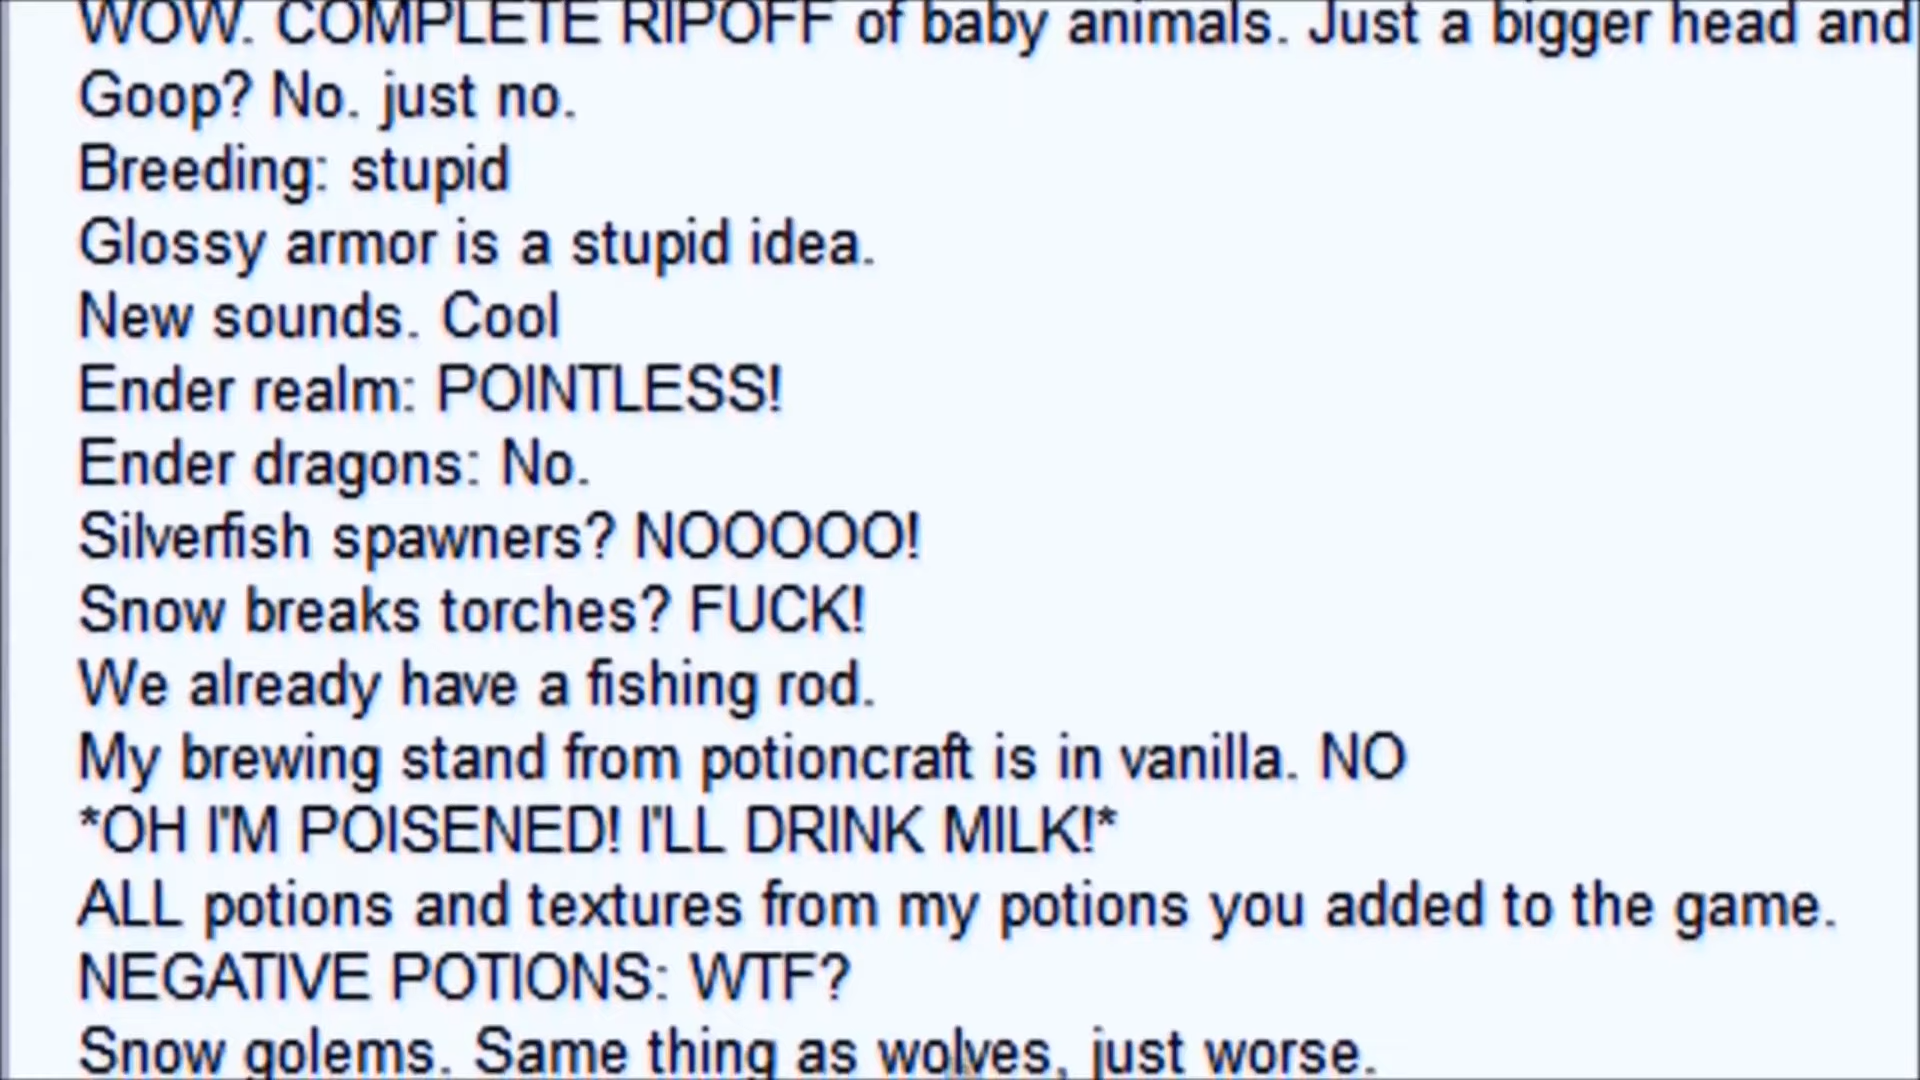 WOW. COMPLETE RIPOFF of baby animals. Just a bigger head and
Goop? No. just no.
Breeding: stupid
Glossy armor is a stupid idea.
New sounds. Cool
Ender realm: POINTLESS!
Ender dragons: No.
Silverfish spawners? NOOOOO!
Snow breaks torches? FUCK!
We already have a fishing rod.
My brewing stand from potioncraft is in vanilla. NO
*OH I'M POISENED! I'LL DRINK MILK!*
ALL potions and textures from my potions you added to the game.
NEGATIVE POTIONS: WTF?
Snow golems. Same thing as wolves, just worse.